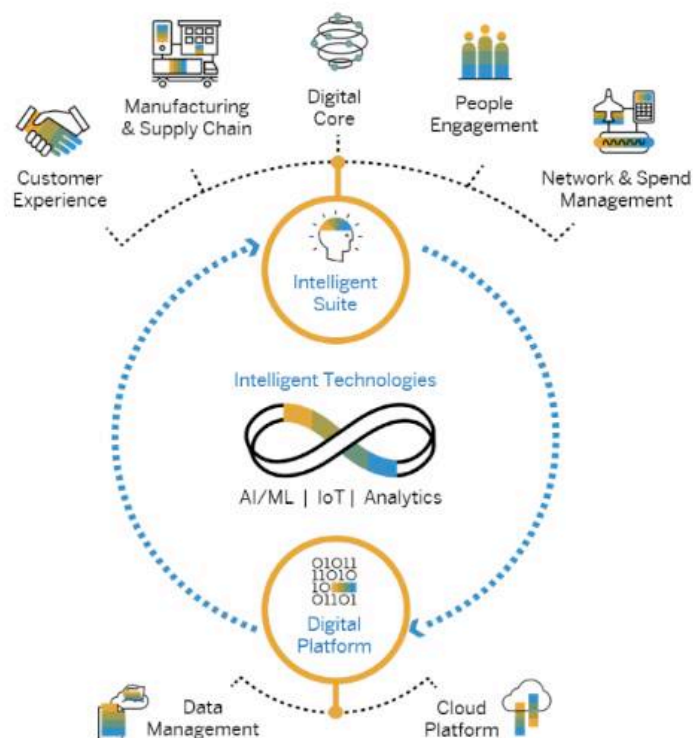 Customer
Experience
Manufacturing
& Supply Chain
Digital
Core
People
Engagement
Network & Spend
Management
Intelligent
Suite
Intelligent Technologies
AI/ML | IoT | Analytics
01011
11010
10
01101
Digital
Platform
Data
Management
Cloud
Platform